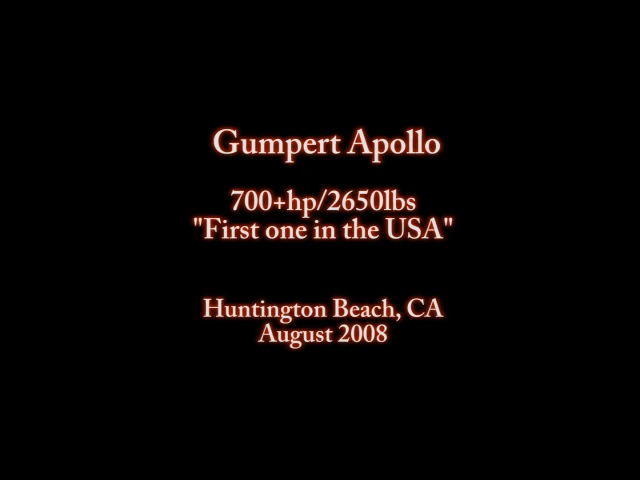 Gumpert Apollo
700+hp/2650lbs
"First one in the USA"
Huntington Beach, CA
August 2008